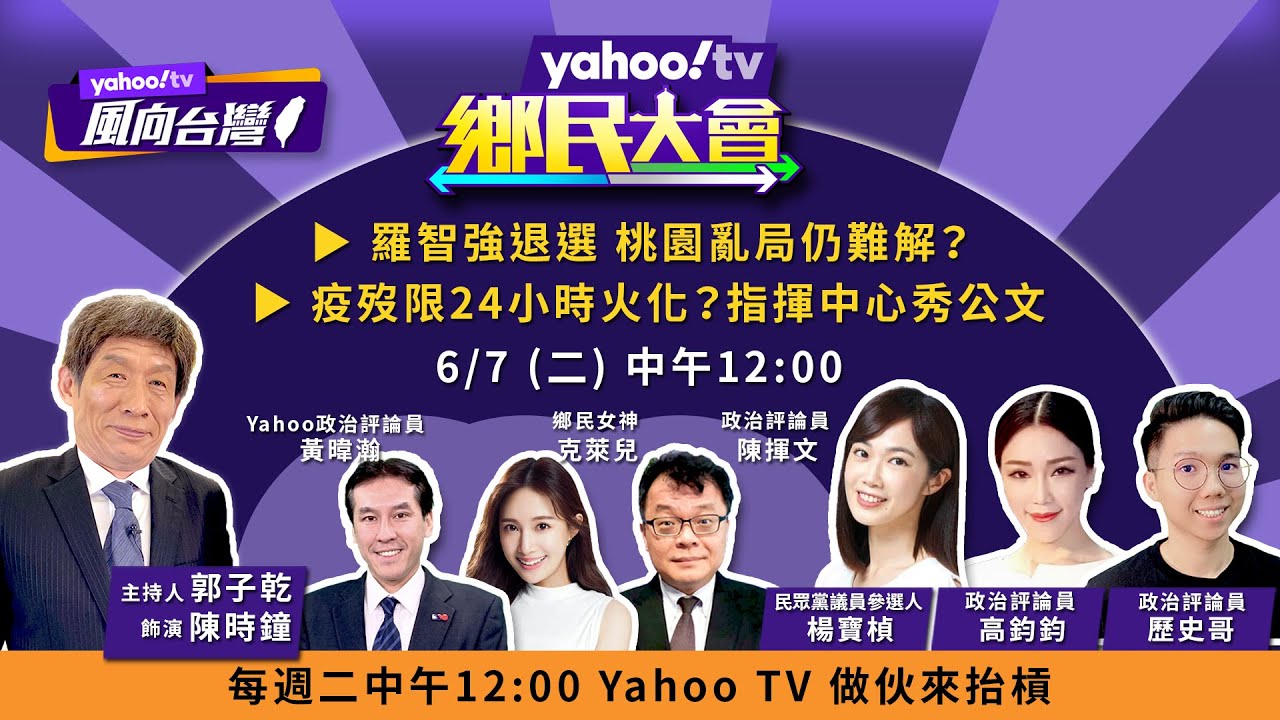 yahoo!tv
風向台灣
yahoo!tv
鄉民大會
▶ 羅智強退選 桃園亂局仍難解？
▶ 疫歿限24小時火化？指揮中心秀公文
6/7 (二) 中午12:00
Yahoo政治評論員
黃暐瀚
鄉民女神
克萊兒
政治評論員
陳揮文
主持人 郭子乾
飾演 陳時鐘
民眾黨議員參選人
楊寶楨
政治評論員
高鈞鈞
政治評論員
歷史哥
每週二中午12:00 Yahoo TV 做伙來抬槓